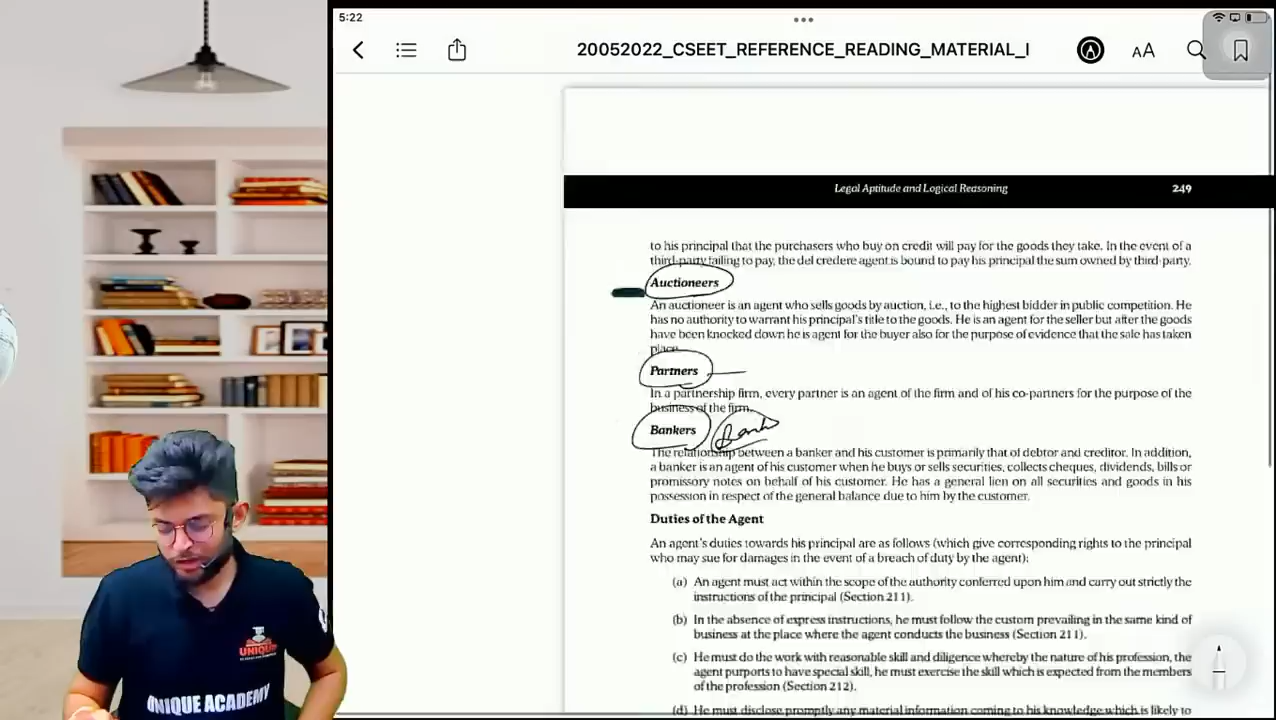 5:22
20052022_CSEET_REFERENCE_READING_MATERIAL_I
AA
Legal Aptitude and Logical Reasoning 249
to his principal that the purchasers who buy on credit will pay for the goods they take. In the event of a
third-party failing to pay, the del credere agent is bound to pay his principal the sum owned by third-party.
Auctioneers
An auctioneer is an agent who sells goods by auction, i.e., to the highest bidder in public competition. He
has no authority to warrant his principal's title to the goods. He is an agent for the seller but after the goods
have been knocked down he is agent for the buyer also for the purpose of evidence that the sale has taken
place.
Partners
In a partnership firm, every partner is an agent of the firm and of his co-partners for the purpose of the
business of the firm.
Bankers Bank
The relationship between a banker and his customer is primarily that of debtor and creditor. In addition,
a banker is an agent of his customer when he buys or sells securities, collects cheques, dividends, bills or
promissory notes on behalf of his customer. He has a general lien on all securities and goods in his
possession in respect of the general balance due to him by the customer.
Duties of the Agent
An agent's duties towards his principal are as follows (which give corresponding rights to the principal
who may sue for damages in the event of a breach of duty by the agent):
(a) An agent must act within the scope of the authority conferred upon him and carry out strictly the
instructions of the principal (Section 211).
(b) In the absence of express instructions, he must follow the custom prevailing in the same kind of
business at the place where the agent conducts the business (Section 211).
(c) He must do the work with reasonable skill and diligence whereby the nature of his profession, the
agent purports to have special skill, he must exercise the skill which is expected from the members
of the profession (Section 212).
(d) He must disclose promptly any material information coming to his knowledge which is likely to
UNIQUE
UNIQUE ACADEMY